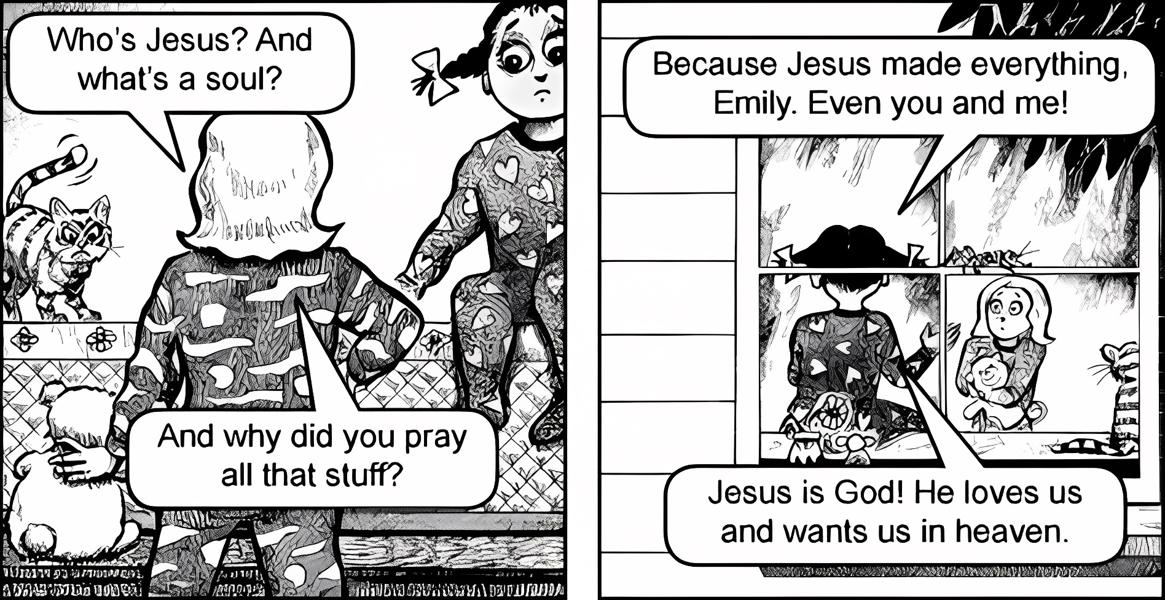 Who's Jesus? And
what's a soul?
And why did you pray
all that stuff?
Because Jesus made everything,
Emily. Even you and me!
Jesus is God! He loves us
and wants us in heaven.